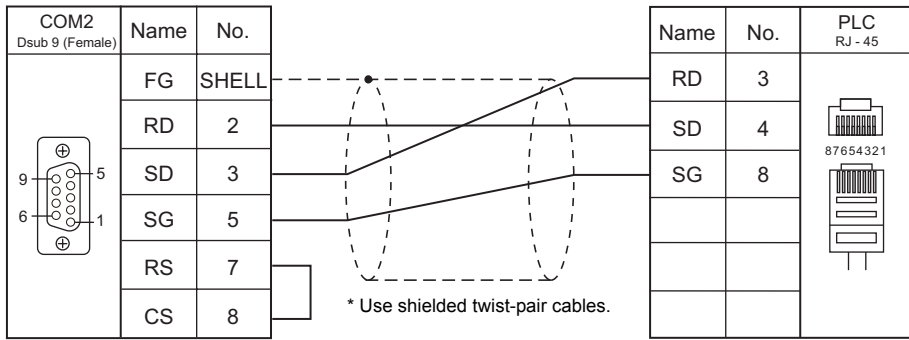 COM2
Dsub 9 (Female)
Name No.
FG SHELL
RD 2
SD 3
SG 5
RS 7
CS 8
9 5
6 1
* Use shielded twist-pair cables.
Name No.
PLC
RJ - 45
RD 3
SD 4
SG 8
87654321